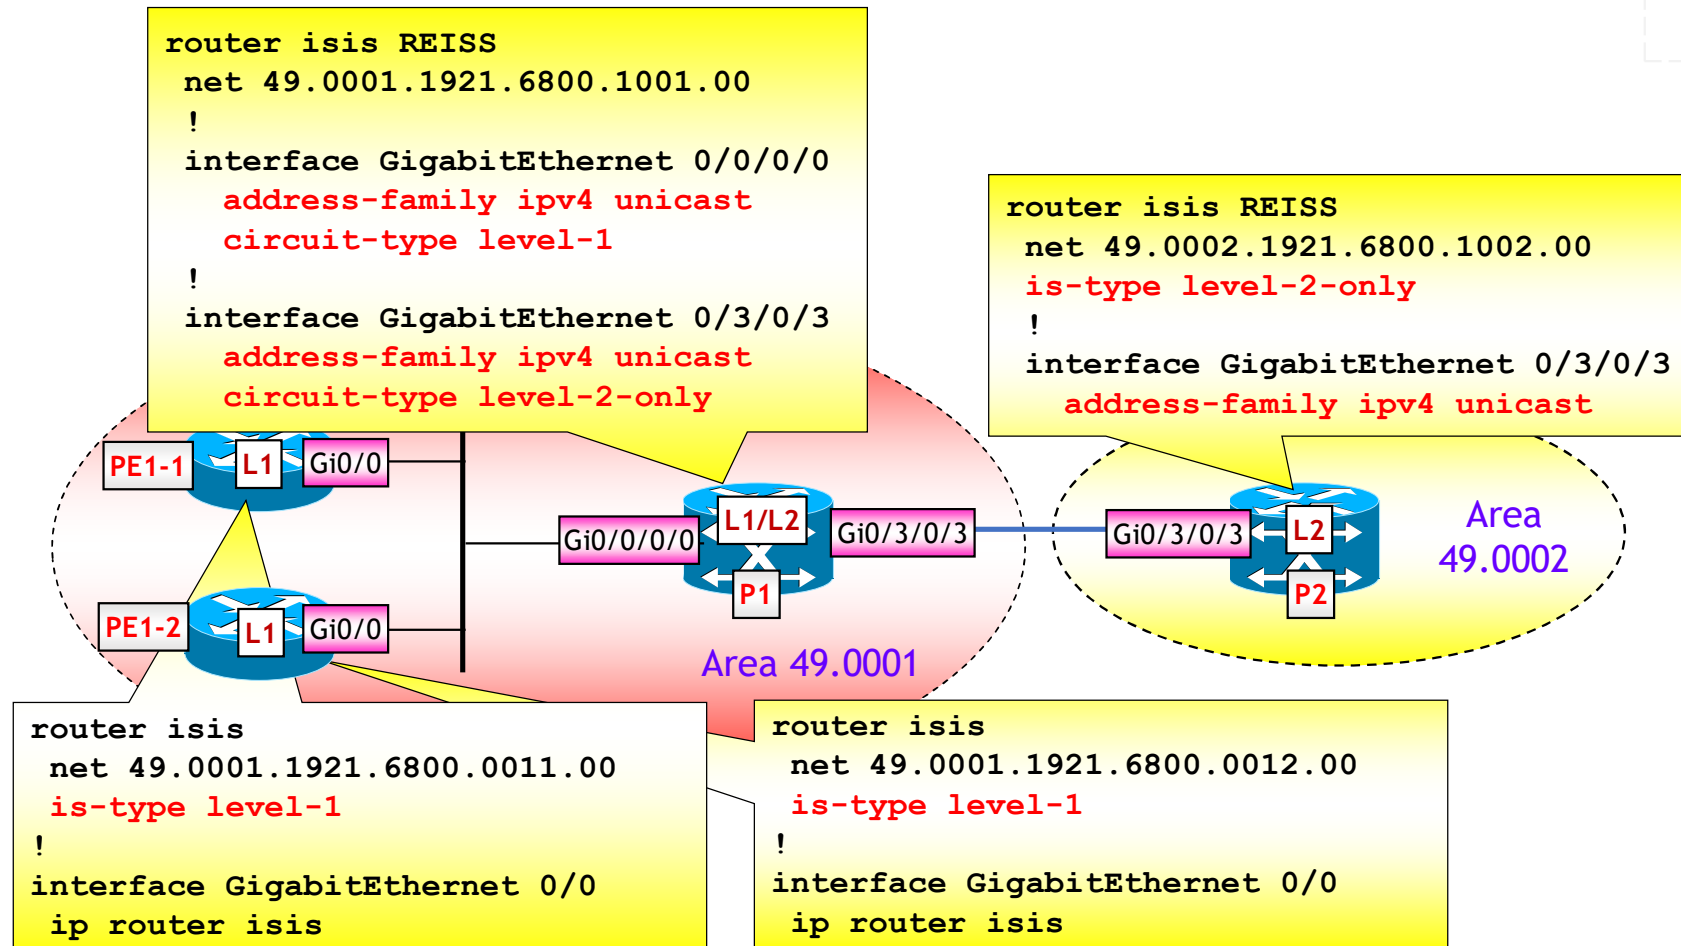 router isis REISS
net 49.0001.1921.6800.1001.00
!
interface GigabitEthernet 0/0/0/0
address-family ipv4 unicast
circuit-type level-1
!
interface GigabitEthernet 0/3/0/3
address-family ipv4 unicast
circuit-type level-2-only
router isis REISS
net 49.0002.1921.6800.1002.00
is-type level-2-only
!
interface GigabitEthernet 0/3/0/3
address-family ipv4 unicast
PE1-1
L1
Gi0/0
Gi0/0/0/0
L1/L2
P1
Gi0/3/0/3
Gi0/3/0/3
L2
P2
Area
49.0002
PE1-2
L1
Gi0/0
Area 49.0001
router isis
net 49.0001.1921.6800.0011.00
is-type level-1
!
interface GigabitEthernet 0/0
ip router isis
router isis
net 49.0001.1921.6800.0012.00
is-type level-1
!
interface GigabitEthernet 0/0
ip router isis